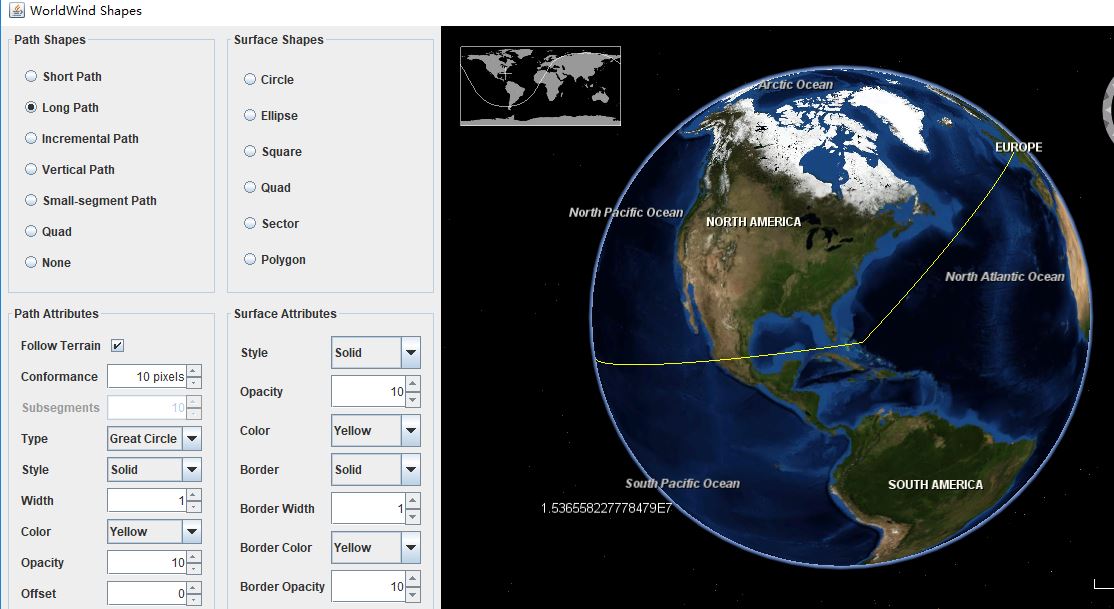 WorldWind Shapes
Path Shapes
Short Path
Long Path
Incremental Path
Vertical Path
Small-segment Path
Quad
None
Surface Shapes
Circle
Ellipse
Square
Quad
Sector
Polygon
Path Attributes
Follow Terrain
Conformance 10 pixels
Subsegments 10
Type Great Circle
Style Solid
Width 1
Color Yellow
Opacity 10
Offset 0
Surface Attributes
Style Solid
Opacity 10
Color Yellow
Border Solid
Border Width 1
Border Color Yellow
Border Opacity 10
Arctic Ocean
EUROPE
North Pacific Ocean
NORTH AMERICA
North Atlantic Ocean
South Pacific Ocean
SOUTH AMERICA
1.536558227778479E7